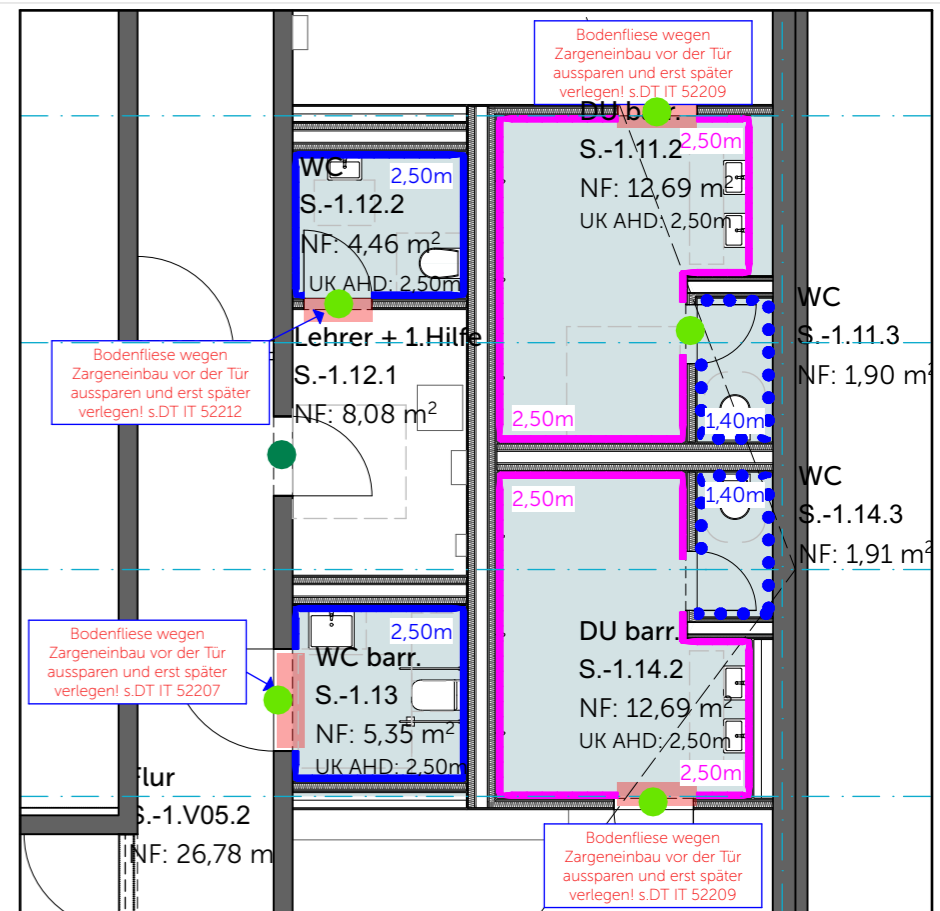 Bodenfliese wegen
Zargeneinbau vor der Tür
aussparen und erst später
verlegen! s.DT IT 52209
DU barr.
S.-1.11.2
2,50m
NF: 12,69 m²
UK AHD: 2,50m
WC
2,50m
S.-1.12.2
NF: 4,46 m²
UK AHD: 2,50m
WC
S.-1.11.3
NF: 1,90 m²
Lehrer + 1.Hilfe
S.-1.12.1
NF: 8,08 m²
Bodenfliese wegen
Zargeneinbau vor der Tür
aussparen und erst später
verlegen! s.DT IT 52212
2,50m
1,40m
2,50m
1,40m
WC
S.-1.14.3
NF: 1,91 m²
Bodenfliese wegen
Zargeneinbau vor der Tür
aussparen und erst später
verlegen! s.DT IT 52207
2,50m
WC barr.
S.-1.13
NF: 5,35 m²
UK AHD: 2,50m
DU barr.
S.-1.14.2
NF: 12,69 m²
UK AHD: 2,50m
2,50m
Flur
S.-1.V05.2
NF: 26,78 m
Bodenfliese wegen
Zargeneinbau vor der Tür
aussparen und erst später
verlegen! s.DT IT 52209